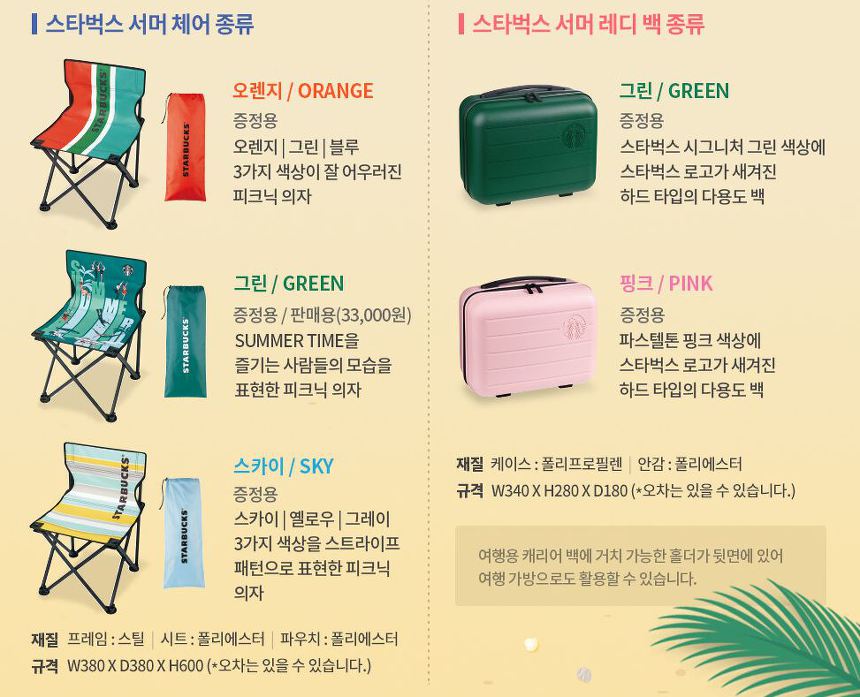 스타벅스 서머 체어 종류
STARBUCKS
STARBUCKS
오렌지 / ORANGE
증정용
오렌지 | 그린 | 블루
3가지 색상이 잘 어우러진
피크닉 의자
STARBUCKS
그린 / GREEN
증정용 / 판매용(33,000원)
SUMMER TIME을
즐기는 사람들의 모습을
표현한 피크닉 의자
STARBUCKS
STARBUCKS
스카이 / SKY
증정용
스카이 | 옐로우 | 그레이
3가지 색상을 스트라이프
패턴으로 표현한 피크닉
의자
재질 프레임 : 스틸 | 시트 : 폴리에스터 | 파우치 : 폴리에스터
규격 W380 X D380 X H600 (*오차는 있을 수 있습니다.)
스타벅스 서머 레디 백 종류
그린 / GREEN
증정용
스타벅스 시그니처 그린 색상에
스타벅스 로고가 새겨진
하드 타입의 다용도 백
핑크 / PINK
증정용
파스텔톤 핑크 색상에
스타벅스 로고가 새겨진
하드 타입의 다용도 백
재질 케이스 : 폴리프로필렌 | 안감 : 폴리에스터
규격 W340 X H280 X D180 (*오차는 있을 수 있습니다.)
여행용 캐리어 백에 거치 가능한 홀더가 뒷면에 있어
여행 가방으로도 활용할 수 있습니다.